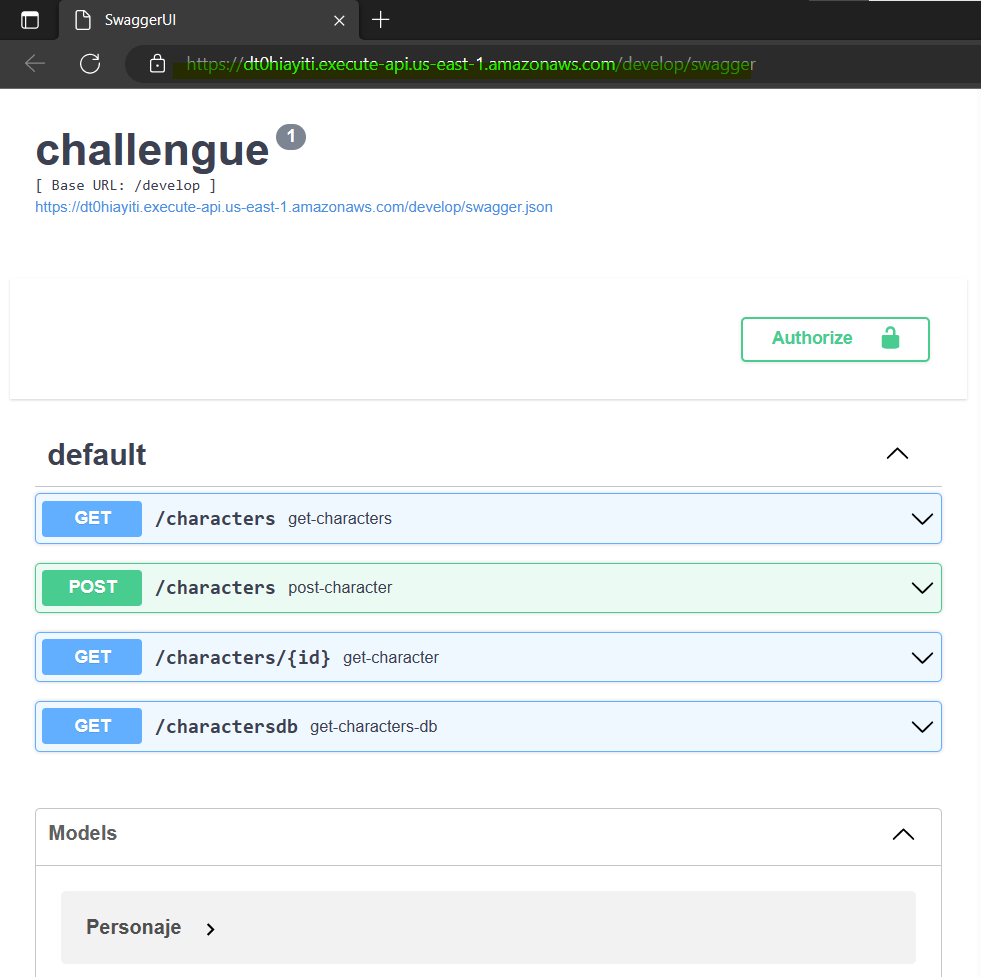 SwaggerUI
https://dt0hiayiti.execute-api.us-east-1.amazonaws.com/develop/swagger
challengue 1
[ Base URL: /develop ]
https://dt0hiayiti.execute-api.us-east-1.amazonaws.com/develop/swagger.json
Authorize
default
GET /characters get-characters
POST /characters post-character
GET /characters/{id} get-character
GET /charactersdb get-characters-db
Models
Personaje